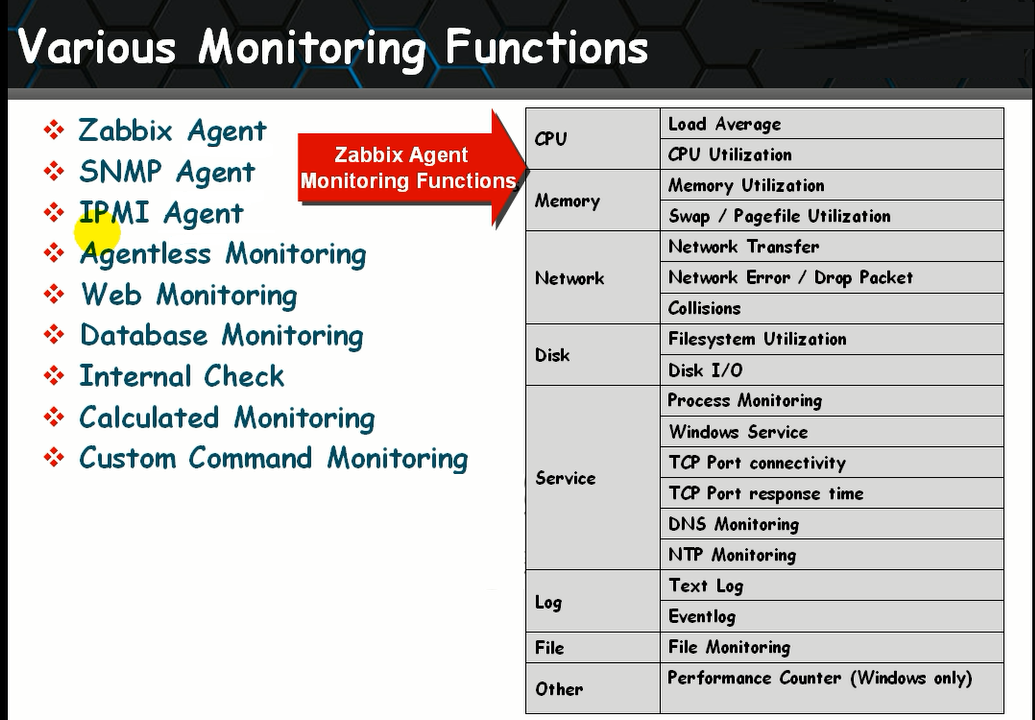 Various Monitoring Functions
Zabbix Agent
SNMP Agent
IPMI Agent
Agentless Monitoring
Web Monitoring
Database Monitoring
Internal Check
Calculated Monitoring
Custom Command Monitoring
Zabbix Agent
Monitoring Functions
CPU
Load Average
CPU Utilization
Memory
Memory Utilization
Swap / Pagefile Utilization
Network
Network Transfer
Network Error / Drop Packet
Collisions
Disk
Filesystem Utilization
Disk I/O
Service
Process Monitoring
Windows Service
TCP Port connectivity
TCP Port response time
DNS Monitoring
NTP Monitoring
Log
Text Log
Eventlog
File
File Monitoring
Other
Performance Counter (Windows only)